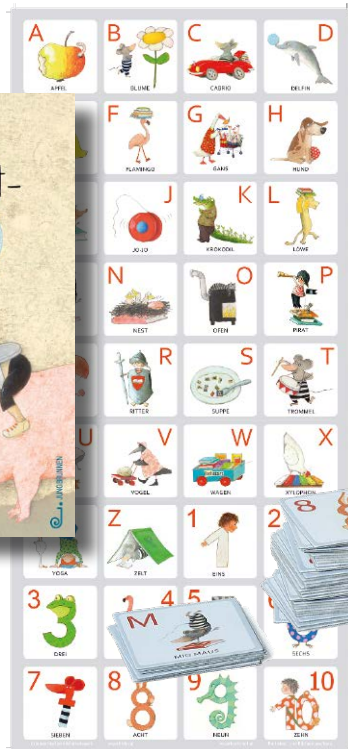 A B C D
APFEL BLUME CABRIO DELFIN
F G H
FLAMINGO GANS HUND
J K L
JO-JO KROKODIL LÖWE
N O P
NEST OFEN PIRAT
R S T
RITTER SUPPE TROMMEL
JUNGBRUNNEN
U V W X
VOGEL WAGEN XYLOPHON
Z 1 2
YOGA ZELT EINS
8
3 4 5
M
MIO MAUS
DREI SECHS
7 8 9 10
SIEBEN ACHT NEUN ZEHN